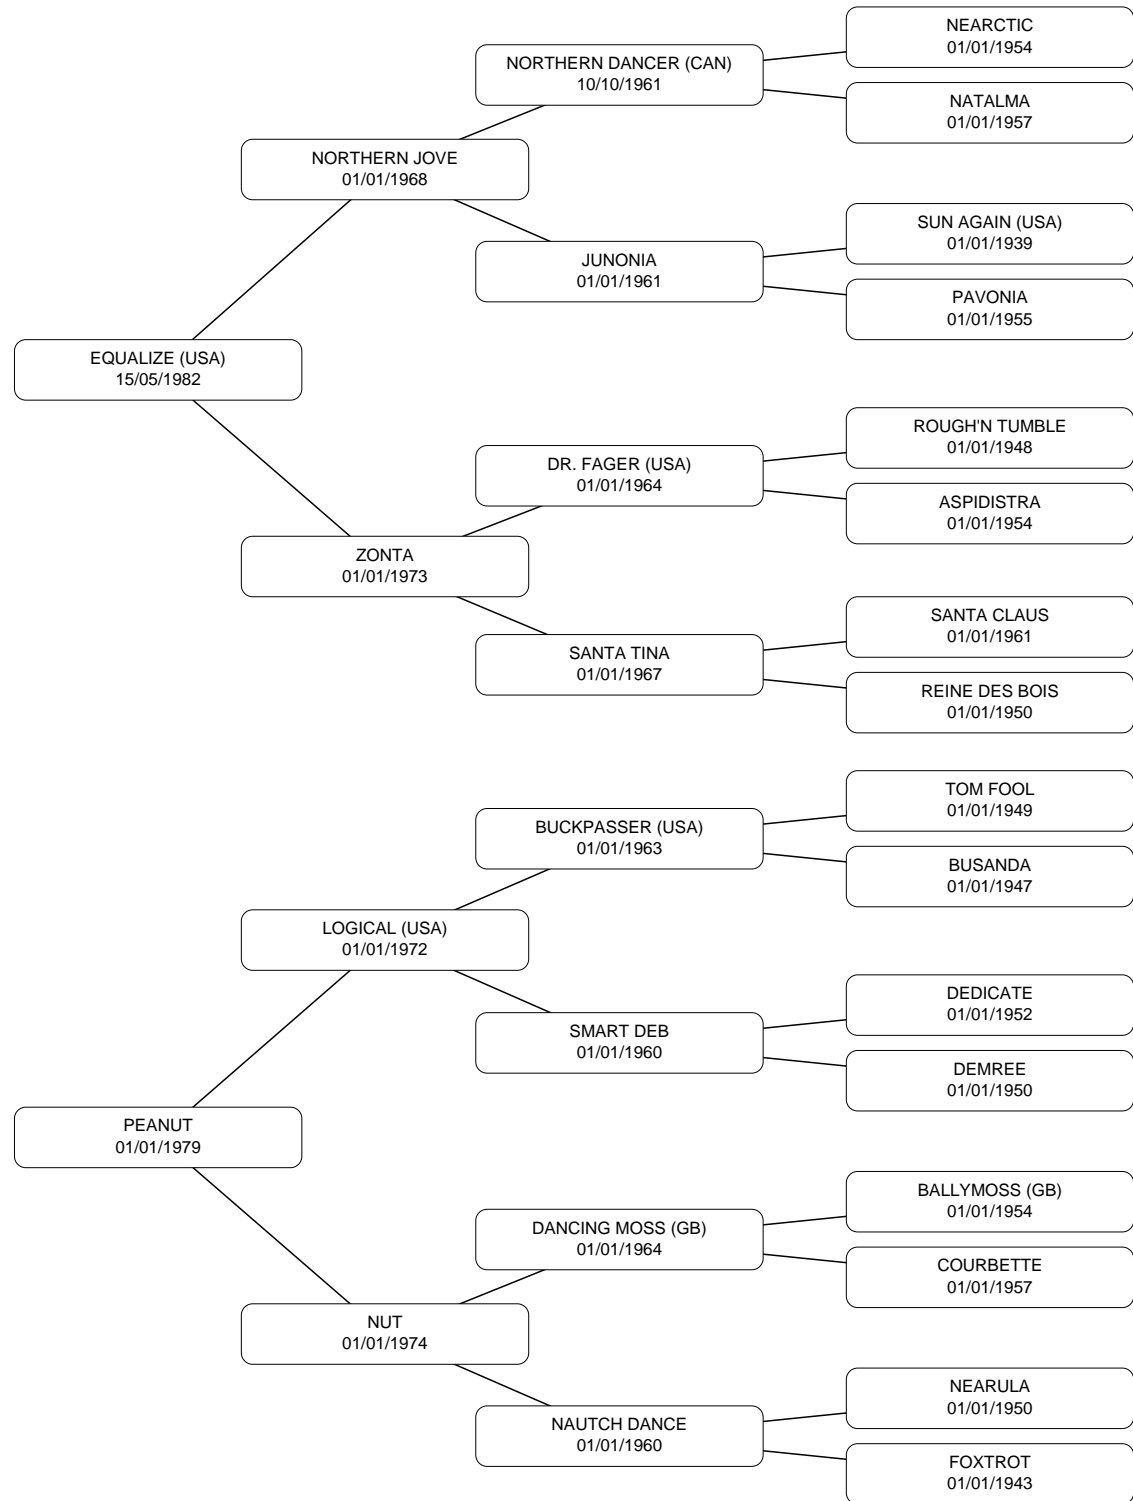 NEARCTIC
01/01/1954
NORTHERN DANCER (CAN)
10/10/1961
NATALMA
01/01/1957
NORTHERN JOVE
01/01/1968
SUN AGAIN (USA)
01/01/1939
JUNONIA
01/01/1961
PAVONIA
01/01/1955
EQUALIZE (USA)
15/05/1982
ROUGH'N TUMBLE
01/01/1948
DR. FAGER (USA)
01/01/1964
ASPIDISTRA
01/01/1954
ZONTA
01/01/1973
SANTA CLAUS
01/01/1961
SANTA TINA
01/01/1967
REINE DES BOIS
01/01/1950
TOM FOOL
01/01/1949
BUCKPASSER (USA)
01/01/1963
BUSANDA
01/01/1947
LOGICAL (USA)
01/01/1972
DEDICATE
01/01/1952
SMART DEB
01/01/1960
DEMREE
01/01/1950
PEANUT
01/01/1979
BALLYMOSS (GB)
01/01/1954
DANCING MOSS (GB)
01/01/1964
COURBETTE
01/01/1957
NUT
01/01/1974
NEARULA
01/01/1950
NAUTCH DANCE
01/01/1960
FOXTROT
01/01/1943